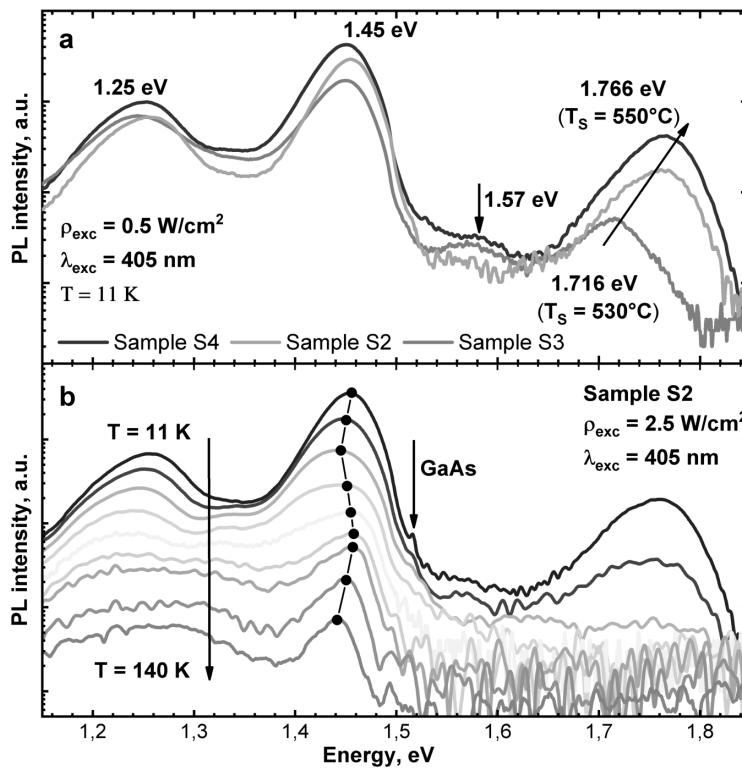 a
1.25 eV
1.45 eV
1.766 eV
(T_S = 550°C)
1.57 eV
ρ_exc = 0.5 W/cm²
λ_exc = 405 nm
T = 11 K
1.716 eV
(T_S = 530°C)
Sample S4 Sample S2 Sample S3
PL intensity, a.u.
b
T = 11 K
GaAs
Sample S2
ρ_exc = 2.5 W/cm²
λ_exc = 405 nm
T = 140 K
PL intensity, a.u.
1,2 1,3 1,4 1,5 1,6 1,7 1,8
Energy, eV